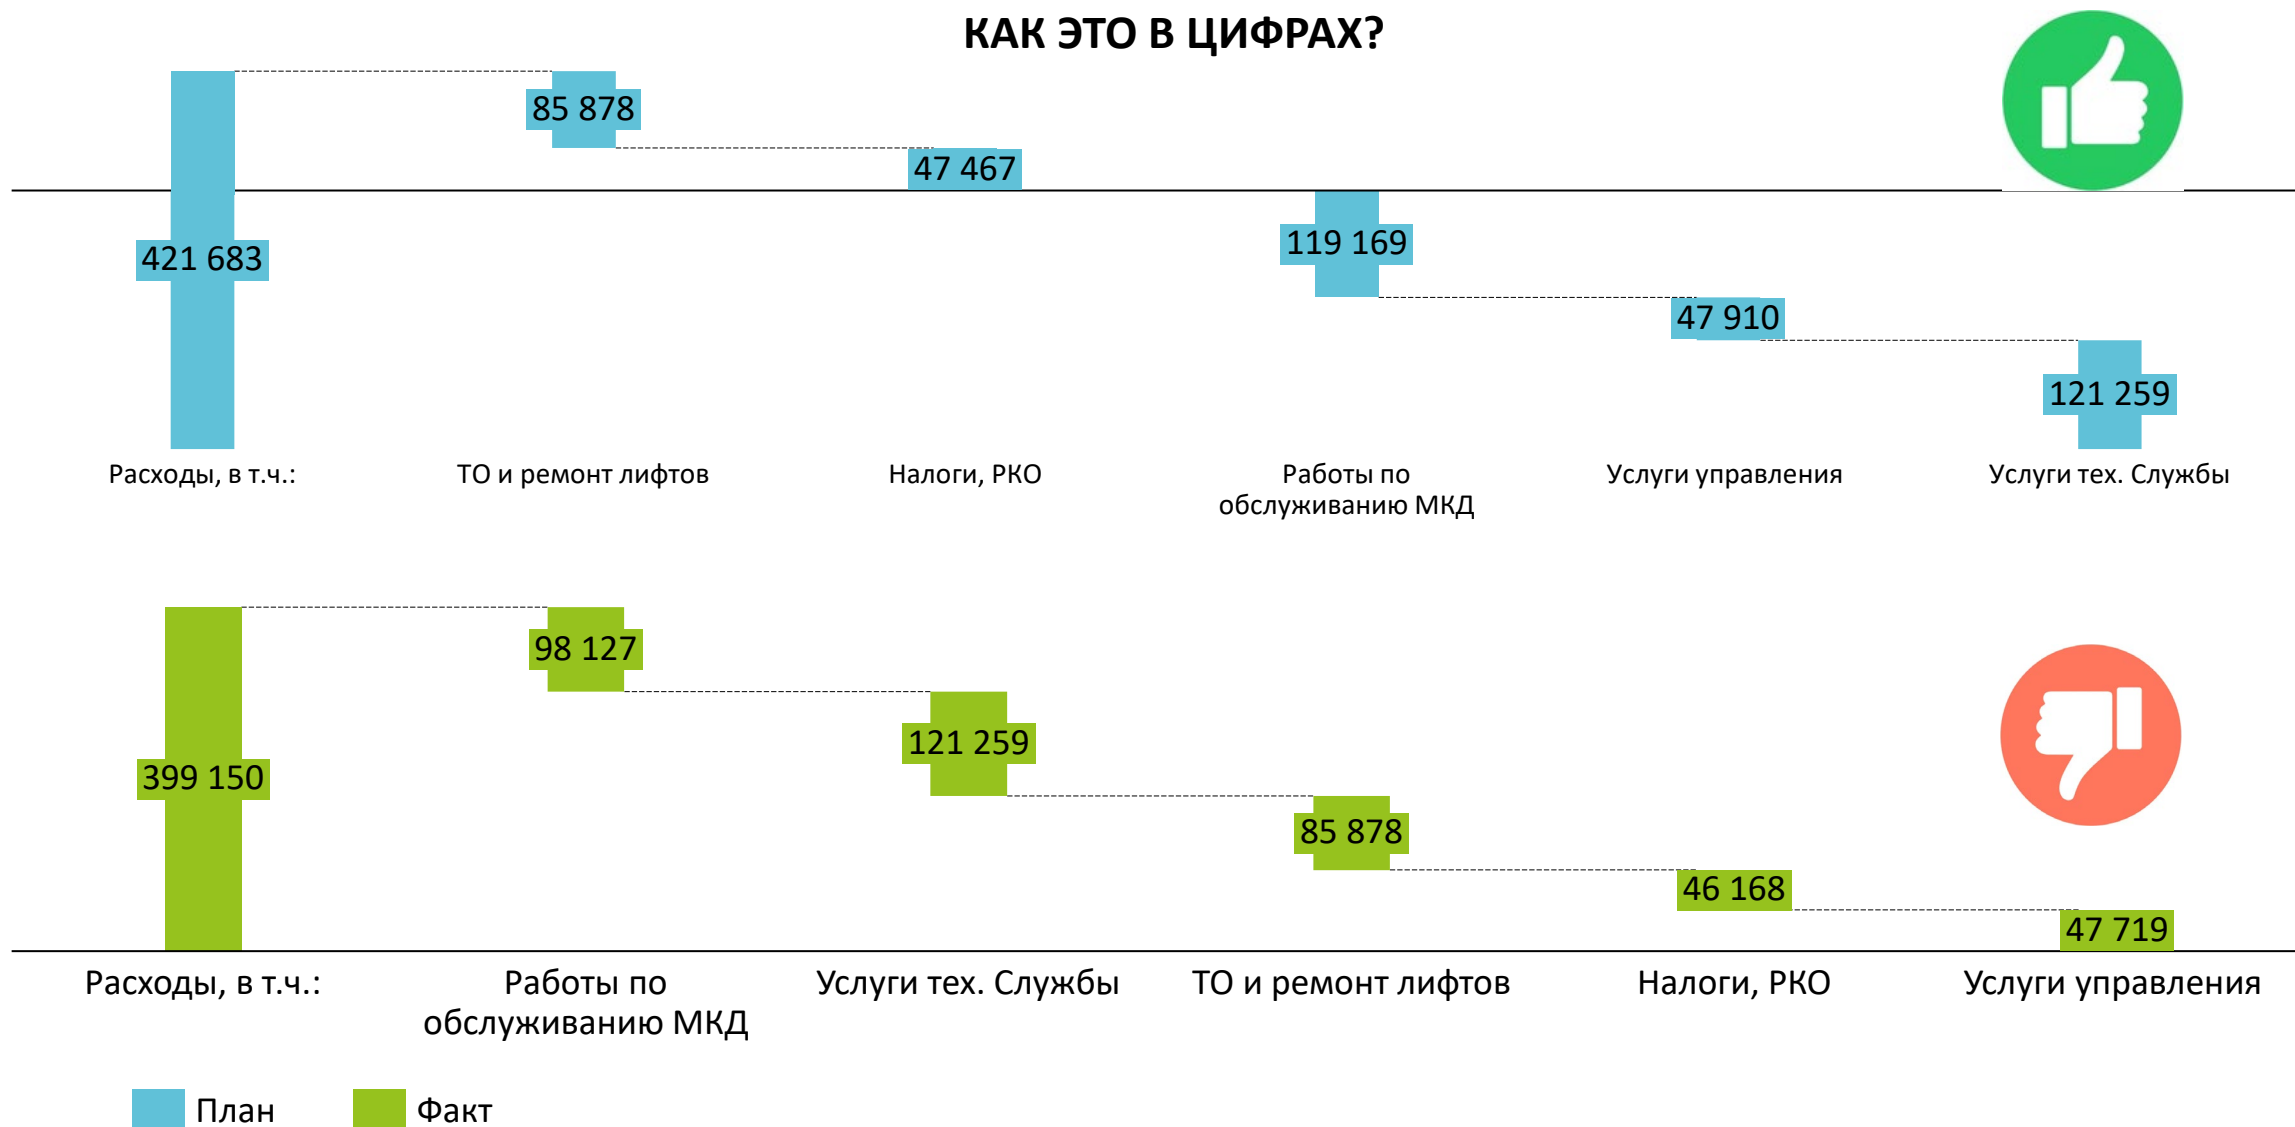 КАК ЭТО В ЦИФРАХ?
85 878
47 467
421 683
119 169
47 910
121 259
Расходы, в т.ч.:
ТО и ремонт лифтов
Налоги, РКО
Работы по
обслуживанию МКД
Услуги управления
Услуги тех. Службы
98 127
121 259
399 150
85 878
46 168
47 719
Расходы, в т.ч.:
Работы по
обслуживанию МКД
Услуги тех. Службы
ТО и ремонт лифтов
Налоги, РКО
Услуги управления
План
Факт